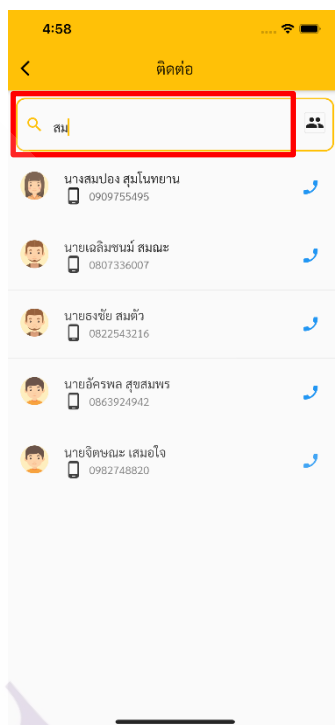 4:58
ติดต่อ
สม
นางสมปอง สุมโนทยาน
0909755495
นายเฉลิมชนม์ สมณะ
0807336007
นายธงชัย สมตัว
0822543216
นายอัครพล สุขสมพร
0863924942
นายจิตษณะ เสมอใจ
0982748820